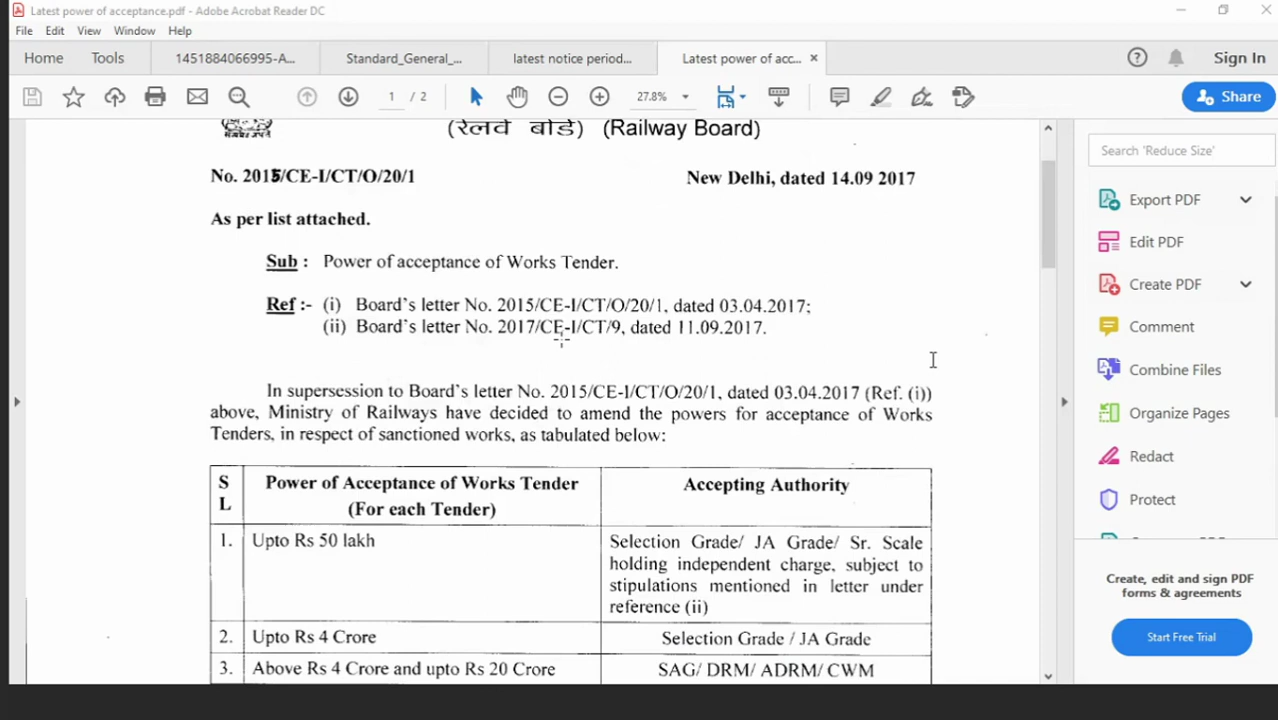 Latest power of acceptance.pdf - Adobe Acrobat Reader DC
File Edit View Window Help
Home Tools 1451884066995-A... Standard_General_... latest notice period... Latest power of acc... × Sign In
1 / 2 27.8% Share
(रेलवे बोर्ड) (Railway Board)
No. 2015/CE-I/CT/O/20/1 New Delhi, dated 14.09 2017
As per list attached.
Sub : Power of acceptance of Works Tender.
Ref :- (i) Board's letter No. 2015/CE-I/CT/O/20/1, dated 03.04.2017;
(ii) Board's letter No. 2017/CE-I/CT/9, dated 11.09.2017.
In supersession to Board's letter No. 2015/CE-I/CT/O/20/1, dated 03.04.2017 (Ref. (i))
above, Ministry of Railways have decided to amend the powers for acceptance of Works
Tenders, in respect of sanctioned works, as tabulated below:
S
L
Power of Acceptance of Works Tender
(For each Tender)
Accepting Authority
1. Upto Rs 50 lakh
Selection Grade/ JA Grade/ Sr. Scale
holding independent charge, subject to
stipulations mentioned in letter under
reference (ii)
2. Upto Rs 4 Crore Selection Grade / JA Grade
3. Above Rs 4 Crore and upto Rs 20 Crore SAG/ DRM/ ADRM/ CWM
Search 'Reduce Size'
Export PDF
Edit PDF
Create PDF
Comment
Combine Files
Organize Pages
Redact
Protect
Create, edit and sign PDF
forms & agreements
Start Free Trial